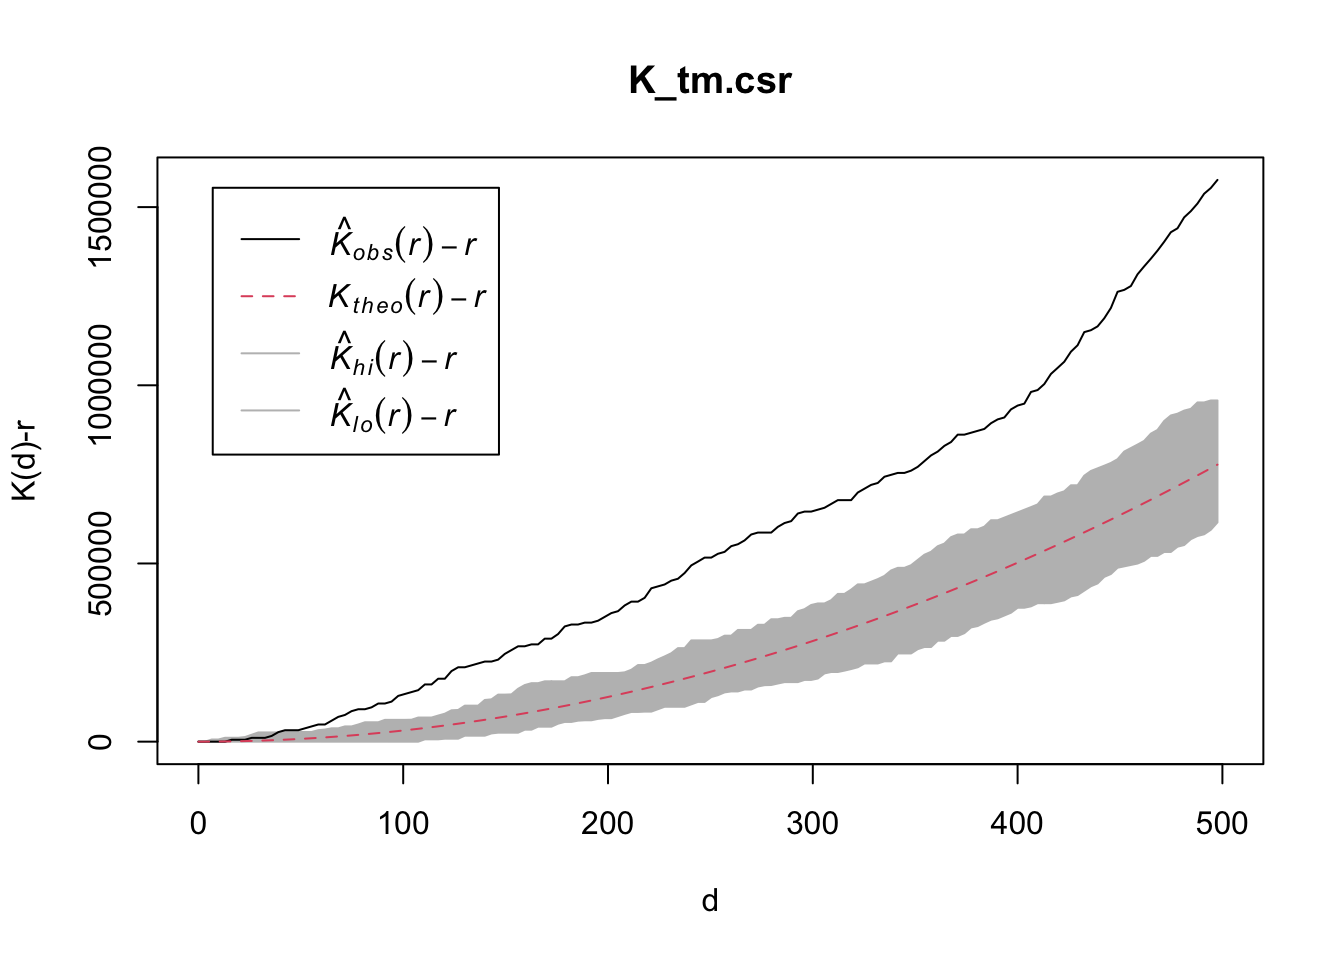 K_tm.csr
K̂obs(r) − r
Ktheo(r) − r
K̂hi(r) − r
K̂lo(r) − r
K(d)-r
0
500000
1000000
1500000
0 100 200 300 400 500
d